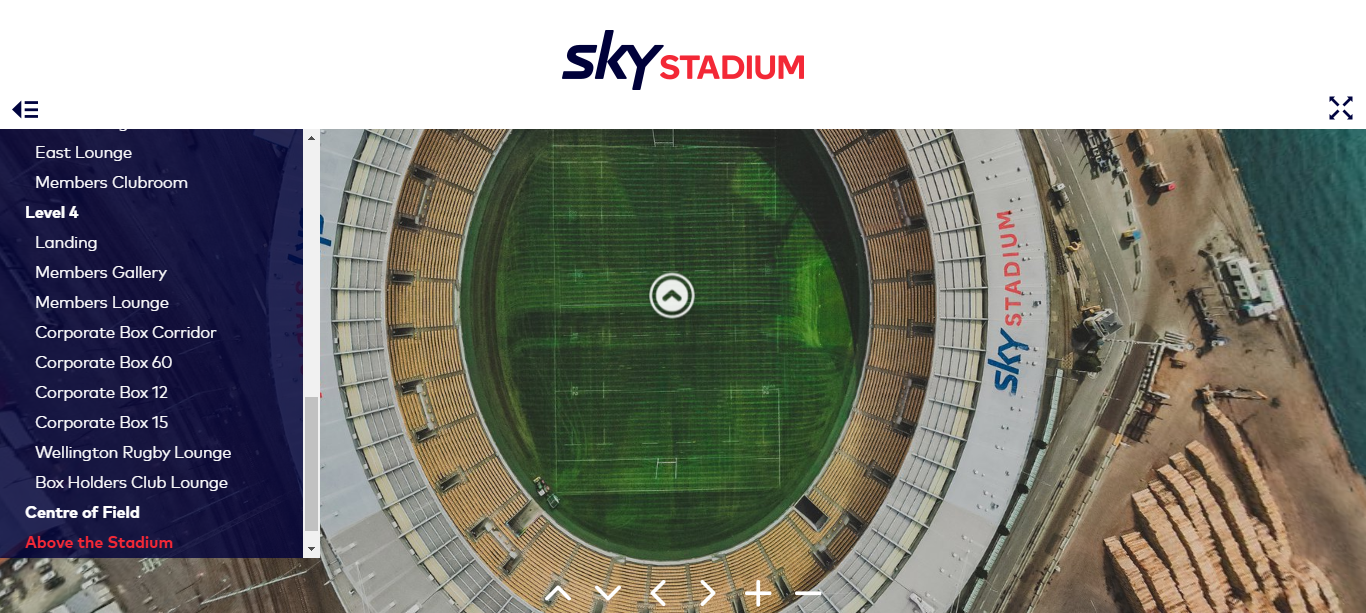 sky STADIUM
East Lounge
Members Clubroom
Level 4
Landing
Members Gallery
Members Lounge
Corporate Box Corridor
Corporate Box 60
Corporate Box 12
Corporate Box 15
Wellington Rugby Lounge
Box Holders Club Lounge
Centre of Field
Above the Stadium
sky STADIUM